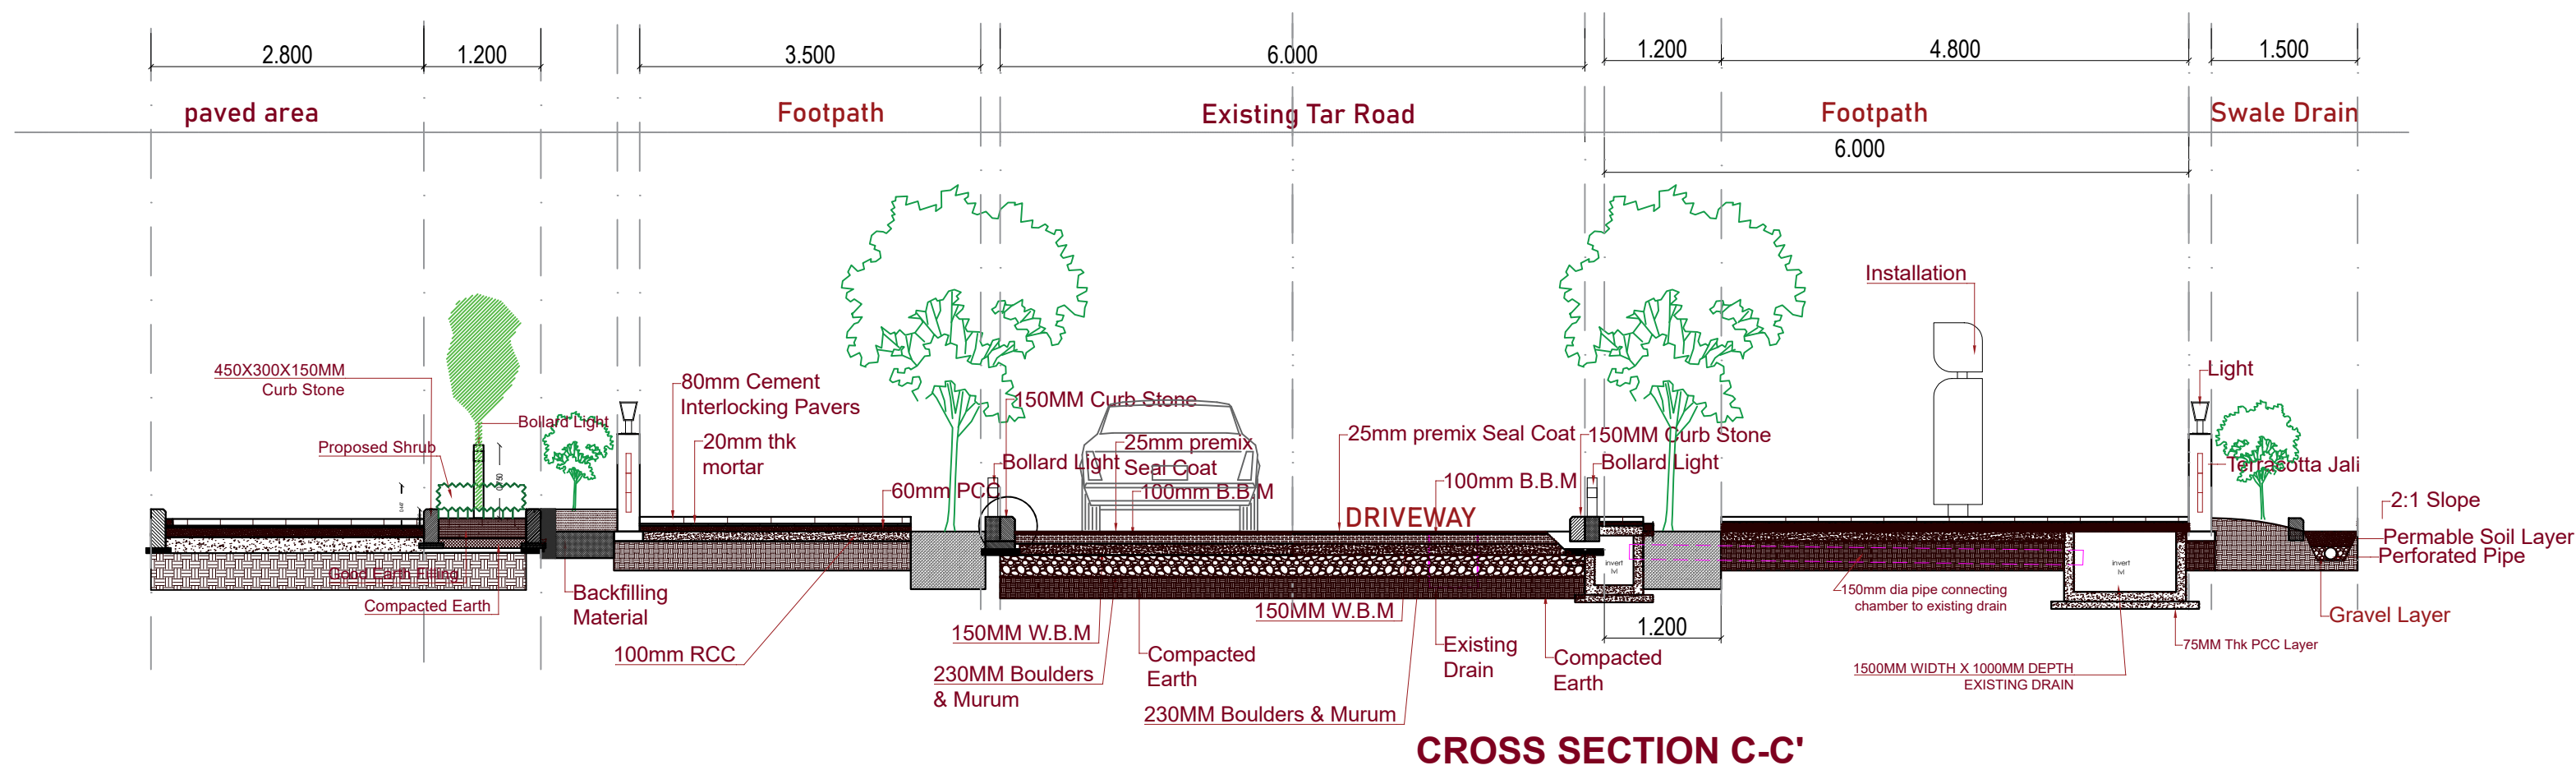 2.800
1.200
3.500
6.000
1.200
4.800
1.500
paved area
Footpath
Existing Tar Road
Footpath
Swale Drain
6.000
Installation
450X300X150MM
Curb Stone
Bollard Light
Proposed Shrub
80mm Cement
Interlocking Pavers
20mm thk
mortar
60mm PCC
150MM Curb Stone
Bollard Light
25mm premix
Seal Coat
100mm B.B.M
25mm premix Seal Coat
150MM Curb Stone
Bollard Light
100mm B.B.M
DRIVEWAY
Light
Terracotta Jali
2:1 Slope
Permable Soil Layer
Perforated Pipe
Gravel Layer
invert
lvl
invert
lvl
Good Earth Filling
Compacted Earth
Backfilling
Material
100mm RCC
150MM W.B.M
230MM Boulders
& Murum
Compacted
Earth
150MM W.B.M
230MM Boulders & Murum
Existing
Drain
Compacted
Earth
1.200
150mm dia pipe connecting
chamber to existing drain
75MM Thk PCC Layer
1500MM WIDTH X 1000MM DEPTH
EXISTING DRAIN
CROSS SECTION C-C'